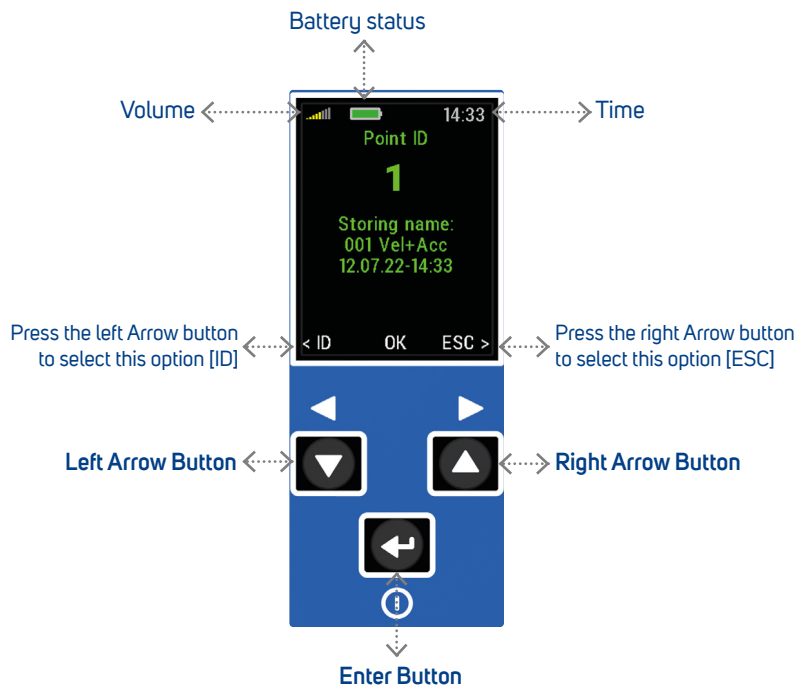 Battery status
Volume
Time
14:33
Point ID
1
Storing name:
001 Vel+Acc
12.07.22-14:33
Press the left Arrow button
to select this option [ID]
< ID OK ESC >
Press the right Arrow button
to select this option [ESC]
Left Arrow Button
Right Arrow Button
Enter Button